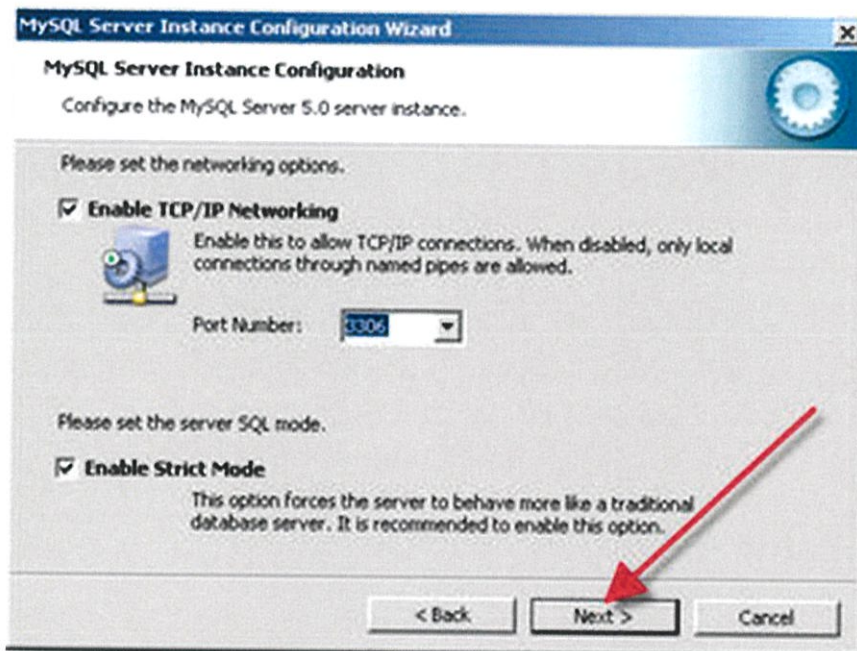 MySQL Server Instance Configuration Wizard
MySQL Server Instance Configuration
Configure the MySQL Server 5.0 server instance.
Please set the networking options.
Enable TCP/IP Networking
Enable this to allow TCP/IP connections. When disabled, only local
connections through named pipes are allowed.
Port Number: 3306
Please set the server SQL mode.
Enable Strict Mode
This option forces the server to behave more like a traditional
database server. It is recommended to enable this option.
< Back Next > Cancel